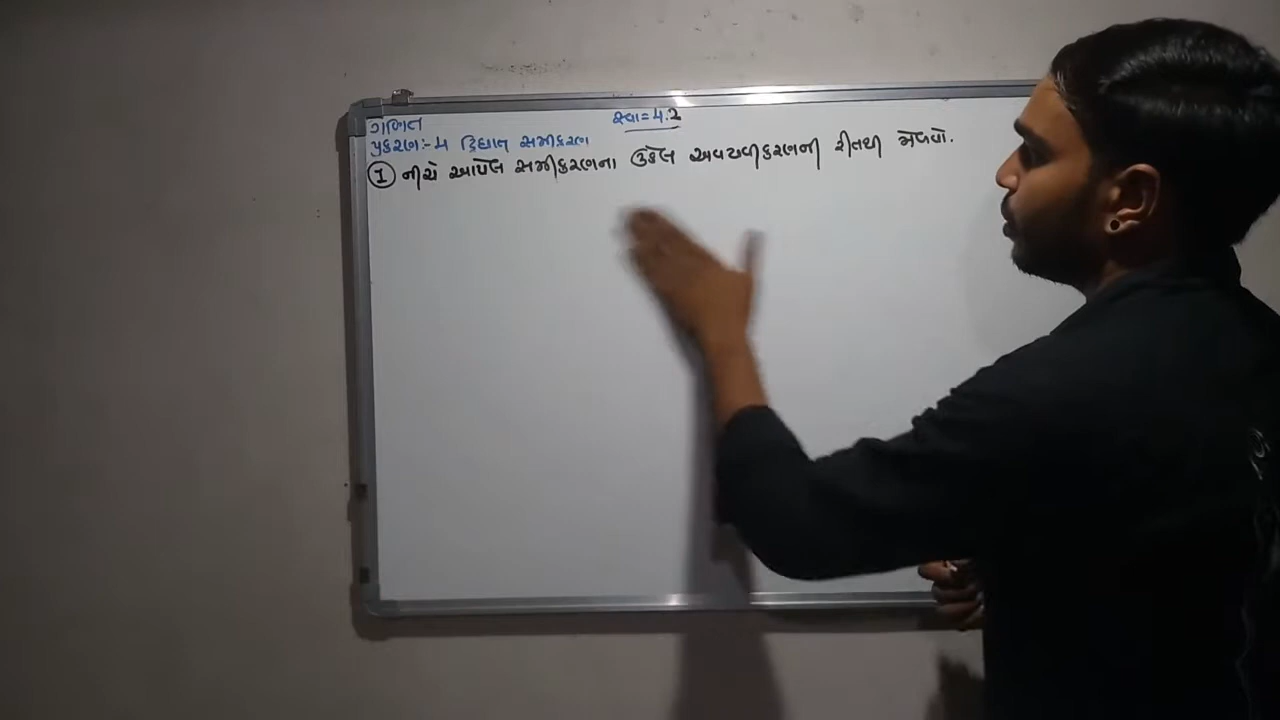 ગણિત
સ્વા = 4.2
પ્રકરણ:- 4 દ્વિઘાત સમીકરણ
① નીચે આપેલ સમીકરણના ઉકેલ અવયવીકરણની રીતથી મેળવો.